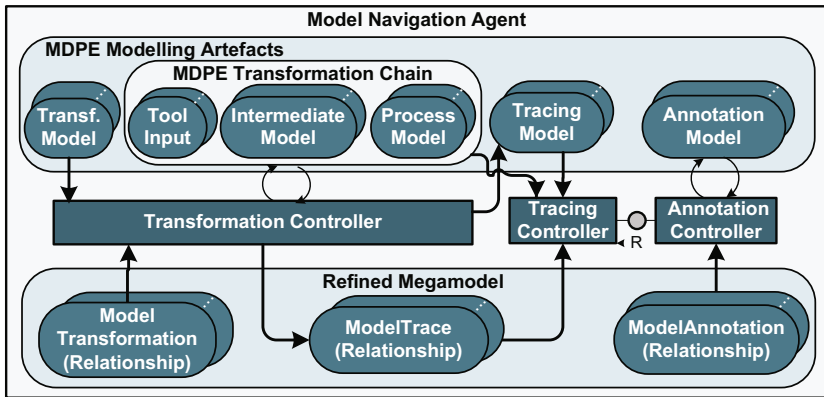 Model Navigation Agent
MDPE Modelling Artefacts
MDPE Transformation Chain
Transf.
Model
Tool
Input
Intermediate
Model
Process
Model
Tracing
Model
Annotation
Model
Transformation Controller
Tracing
Controller
R
Annotation
Controller
Refined Megamodel
Model
Transformation
(Relationship)
ModelTrace
(Relationship)
ModelAnnotation
(Relationship)